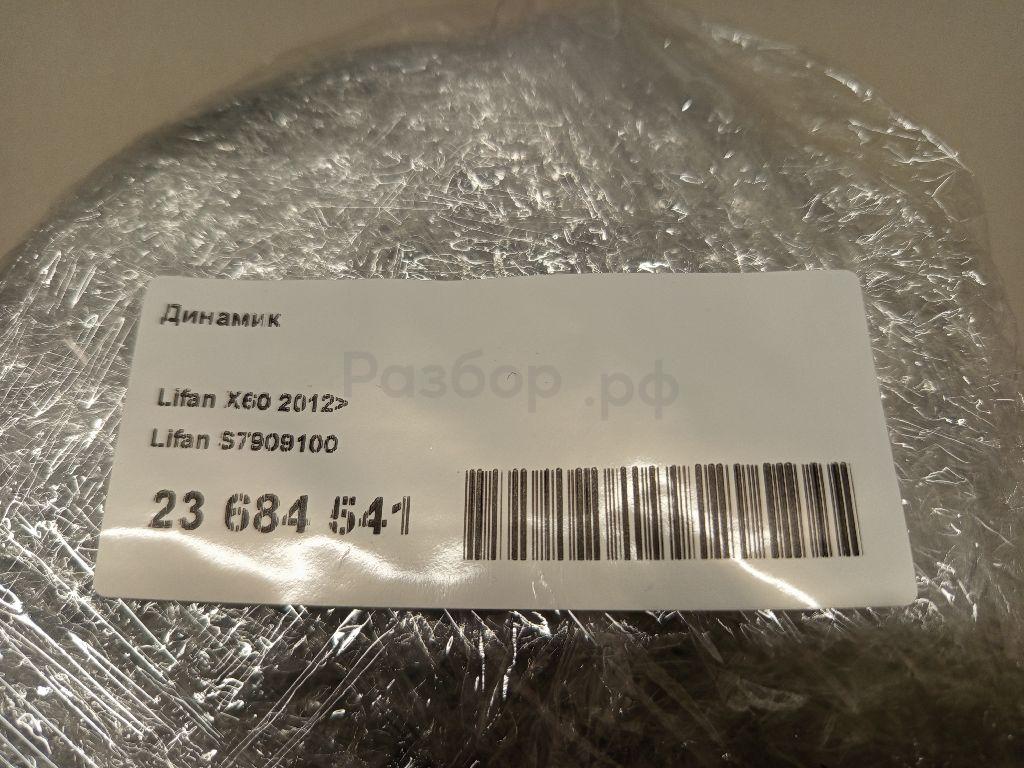 Динамик
Разбор.рф
Lifan X60 2012>
Lifan S7909100
23 684 541